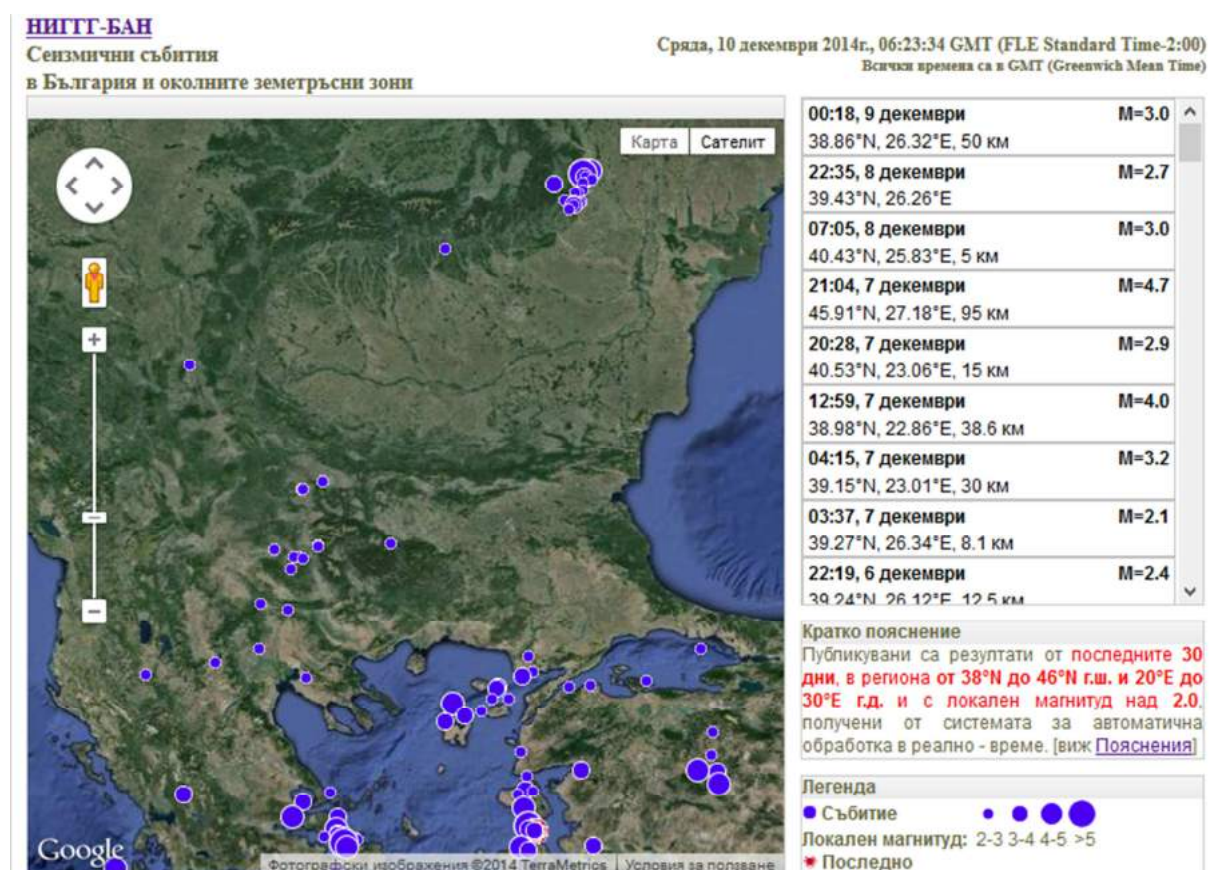 НИГГГ-БАН
Сеизмични събития
в България и околните земетръсни зони
Сряда, 10 декември 2014г., 06:23:34 GMT (FLE Standard Time-2:00)
Всички времена са в GMT (Greenwich Mean Time)
Карта Сателит
00:18, 9 декември M=3.0
38.86°N, 26.32°E, 50 км
22:35, 8 декември M=2.7
39.43°N, 26.26°E
07:05, 8 декември M=3.0
40.43°N, 25.83°E, 5 км
21:04, 7 декември M=4.7
45.91°N, 27.18°E, 95 км
20:28, 7 декември M=2.9
40.53°N, 23.06°E, 15 км
12:59, 7 декември M=4.0
38.98°N, 22.86°E, 38.6 км
04:15, 7 декември M=3.2
39.15°N, 23.01°E, 30 км
03:37, 7 декември M=2.1
39.27°N, 26.34°E, 8.1 км
22:19, 6 декември M=2.4
39.24°N, 26.12°E, 12.5 км
Кратко пояснение
Публикувани са резултати от последните 30
дни, в региона от 38°N до 46°N г.ш. и 20°E до
30°E г.д. и с локален магнитуд над 2.0,
получени от системата за автоматична
обработка в реално - време. [виж Пояснения]
Легенда
Събитие
Локален магнитуд: 2-3 3-4 4-5 >5
Последно
Google
Фотографски изображения ©2014 TerraMetrics Условия за ползване